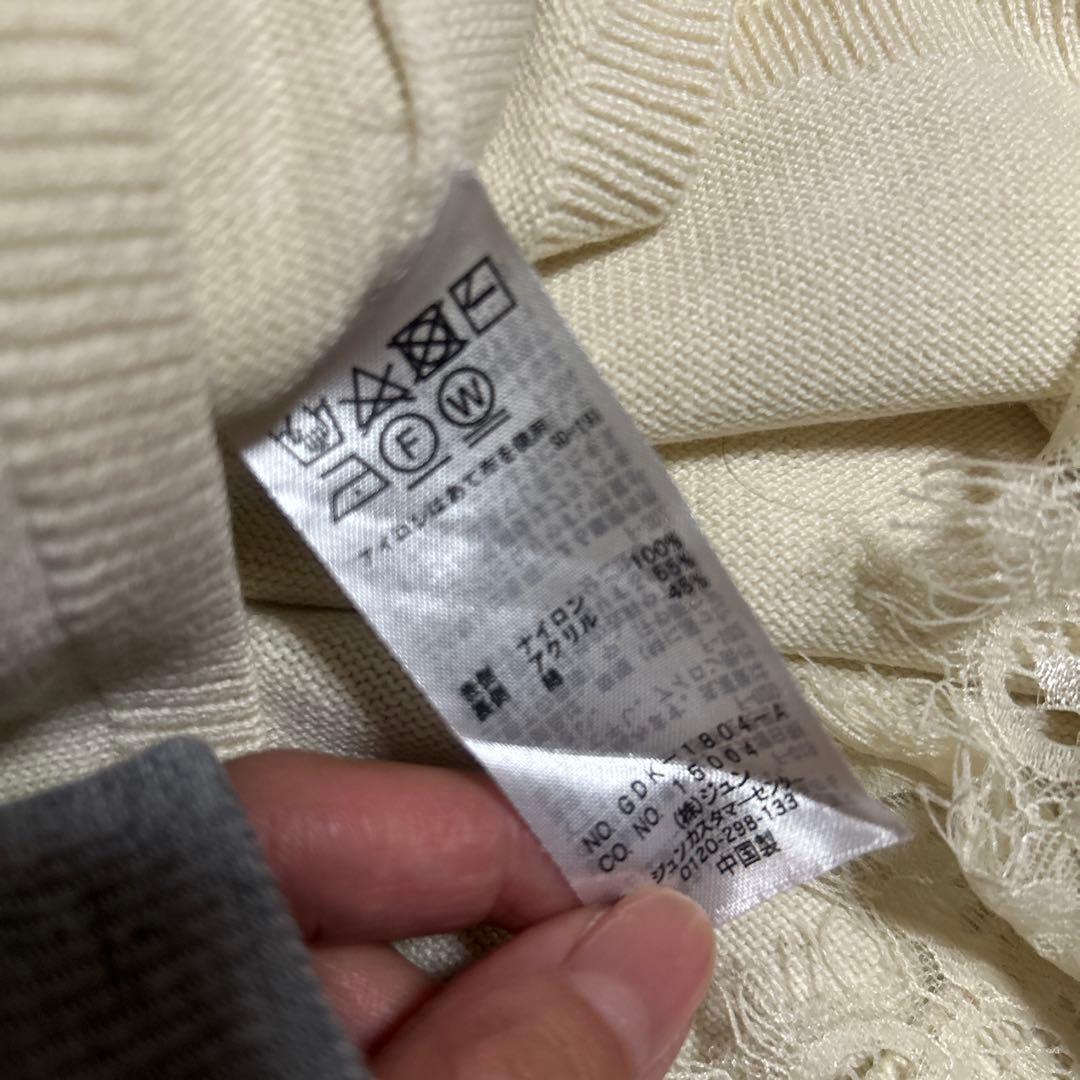 F
W
アイロンはあて布を使用
ナイロン 100%
アクリル 55%
綿 45%
NO. GDK-1804-A
CO. NO. 15004
(株)ジュン
ジュンカスタマーセンター
0120-298-133
中国製